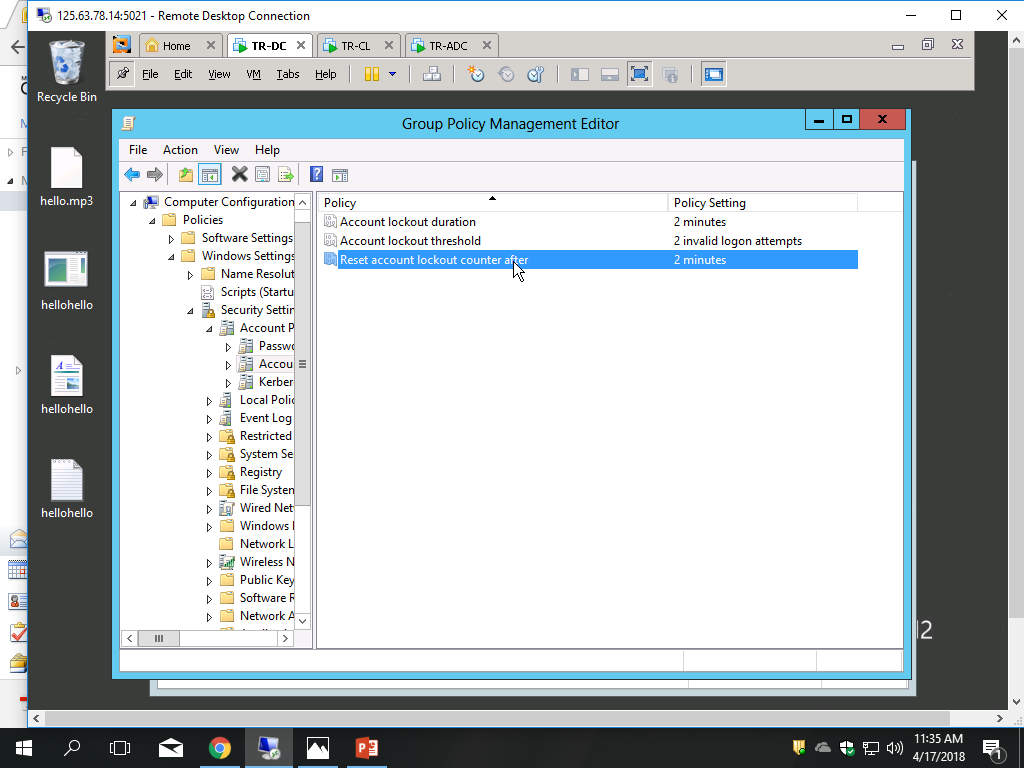 125.63.78.14:5021 - Remote Desktop Connection
Home
TR-DC
TR-CL
TR-ADC
File Edit View VM Tabs Help
Recycle Bin
hello.mp3
hellohello
hellohello
hellohello
Group Policy Management Editor
File Action View Help
Computer Configuration
Policies
Software Settings
Windows Settings
Name Resolut
Scripts (Startu
Security Settin
Account P
Passwo
Accou
Kerber
Local Polic
Event Log
Restricted
System Se
Registry
File System
Wired Net
Windows
Network L
Wireless N
Public Key
Software R
Network A
Policy Policy Setting
Account lockout duration 2 minutes
Account lockout threshold 2 invalid logon attempts
Reset account lockout counter after 2 minutes
11:35 AM
4/17/2018
1